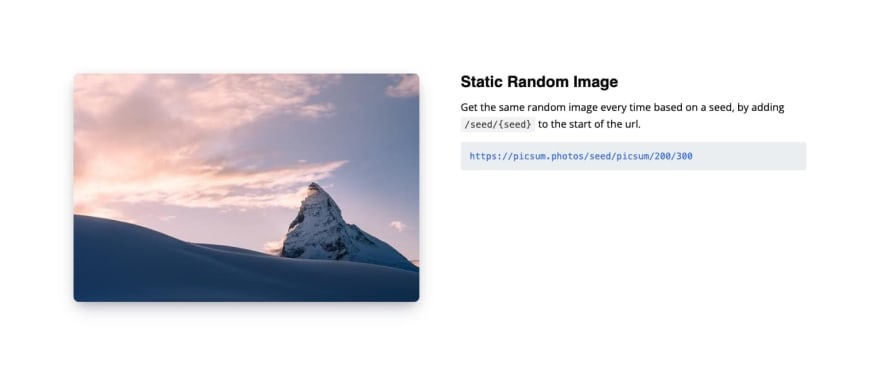 Static Random Image
Get the same random image every time based on a seed, by adding
/seed/{seed} to the start of the url.
https://picsum.photos/seed/picsum/200/300